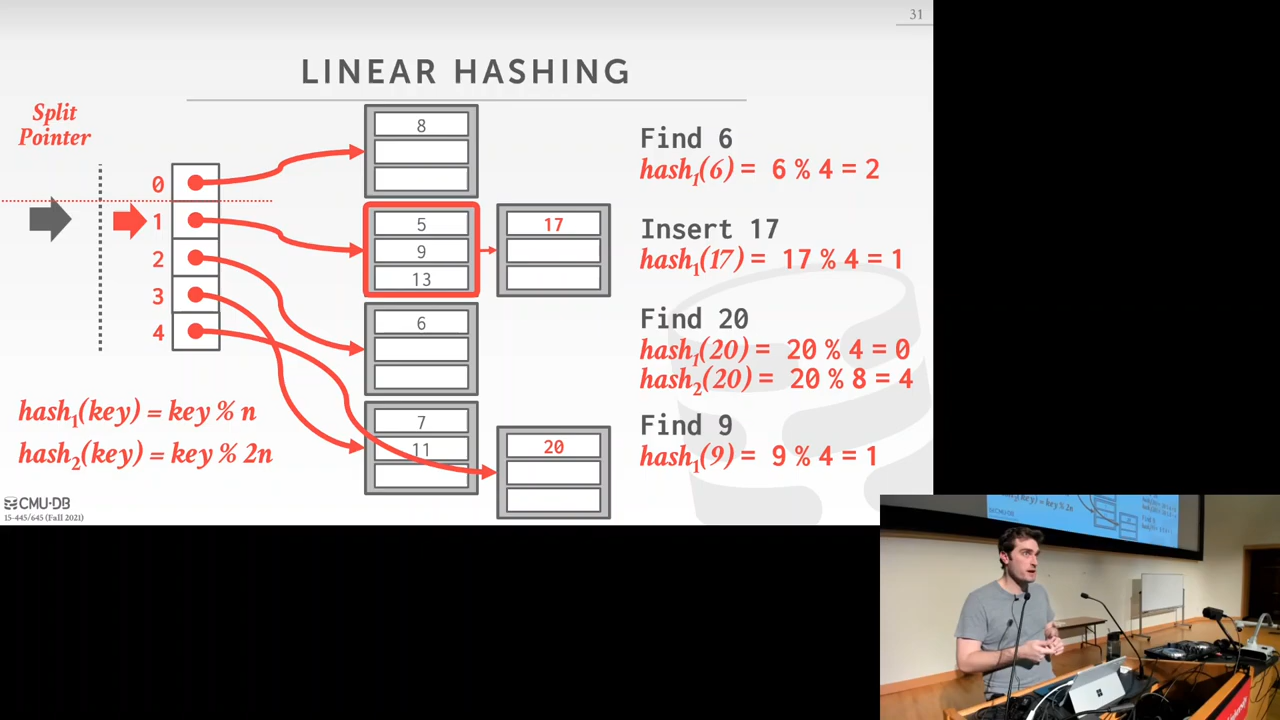 31
LINEAR HASHING
Split
Pointer
0
1
2
3
4
8
5
9
13
17
6
7
11
20
Find 6
hash₁(6) = 6 % 4 = 2
Insert 17
hash₁(17) = 17 % 4 = 1
Find 20
hash₁(20) = 20 % 4 = 0
hash₂(20) = 20 % 8 = 4
Find 9
hash₁(9) = 9 % 4 = 1
hash₁(key) = key % n
hash₂(key) = key % 2n
CMU·DB
15-445/645 (Fall 2021)